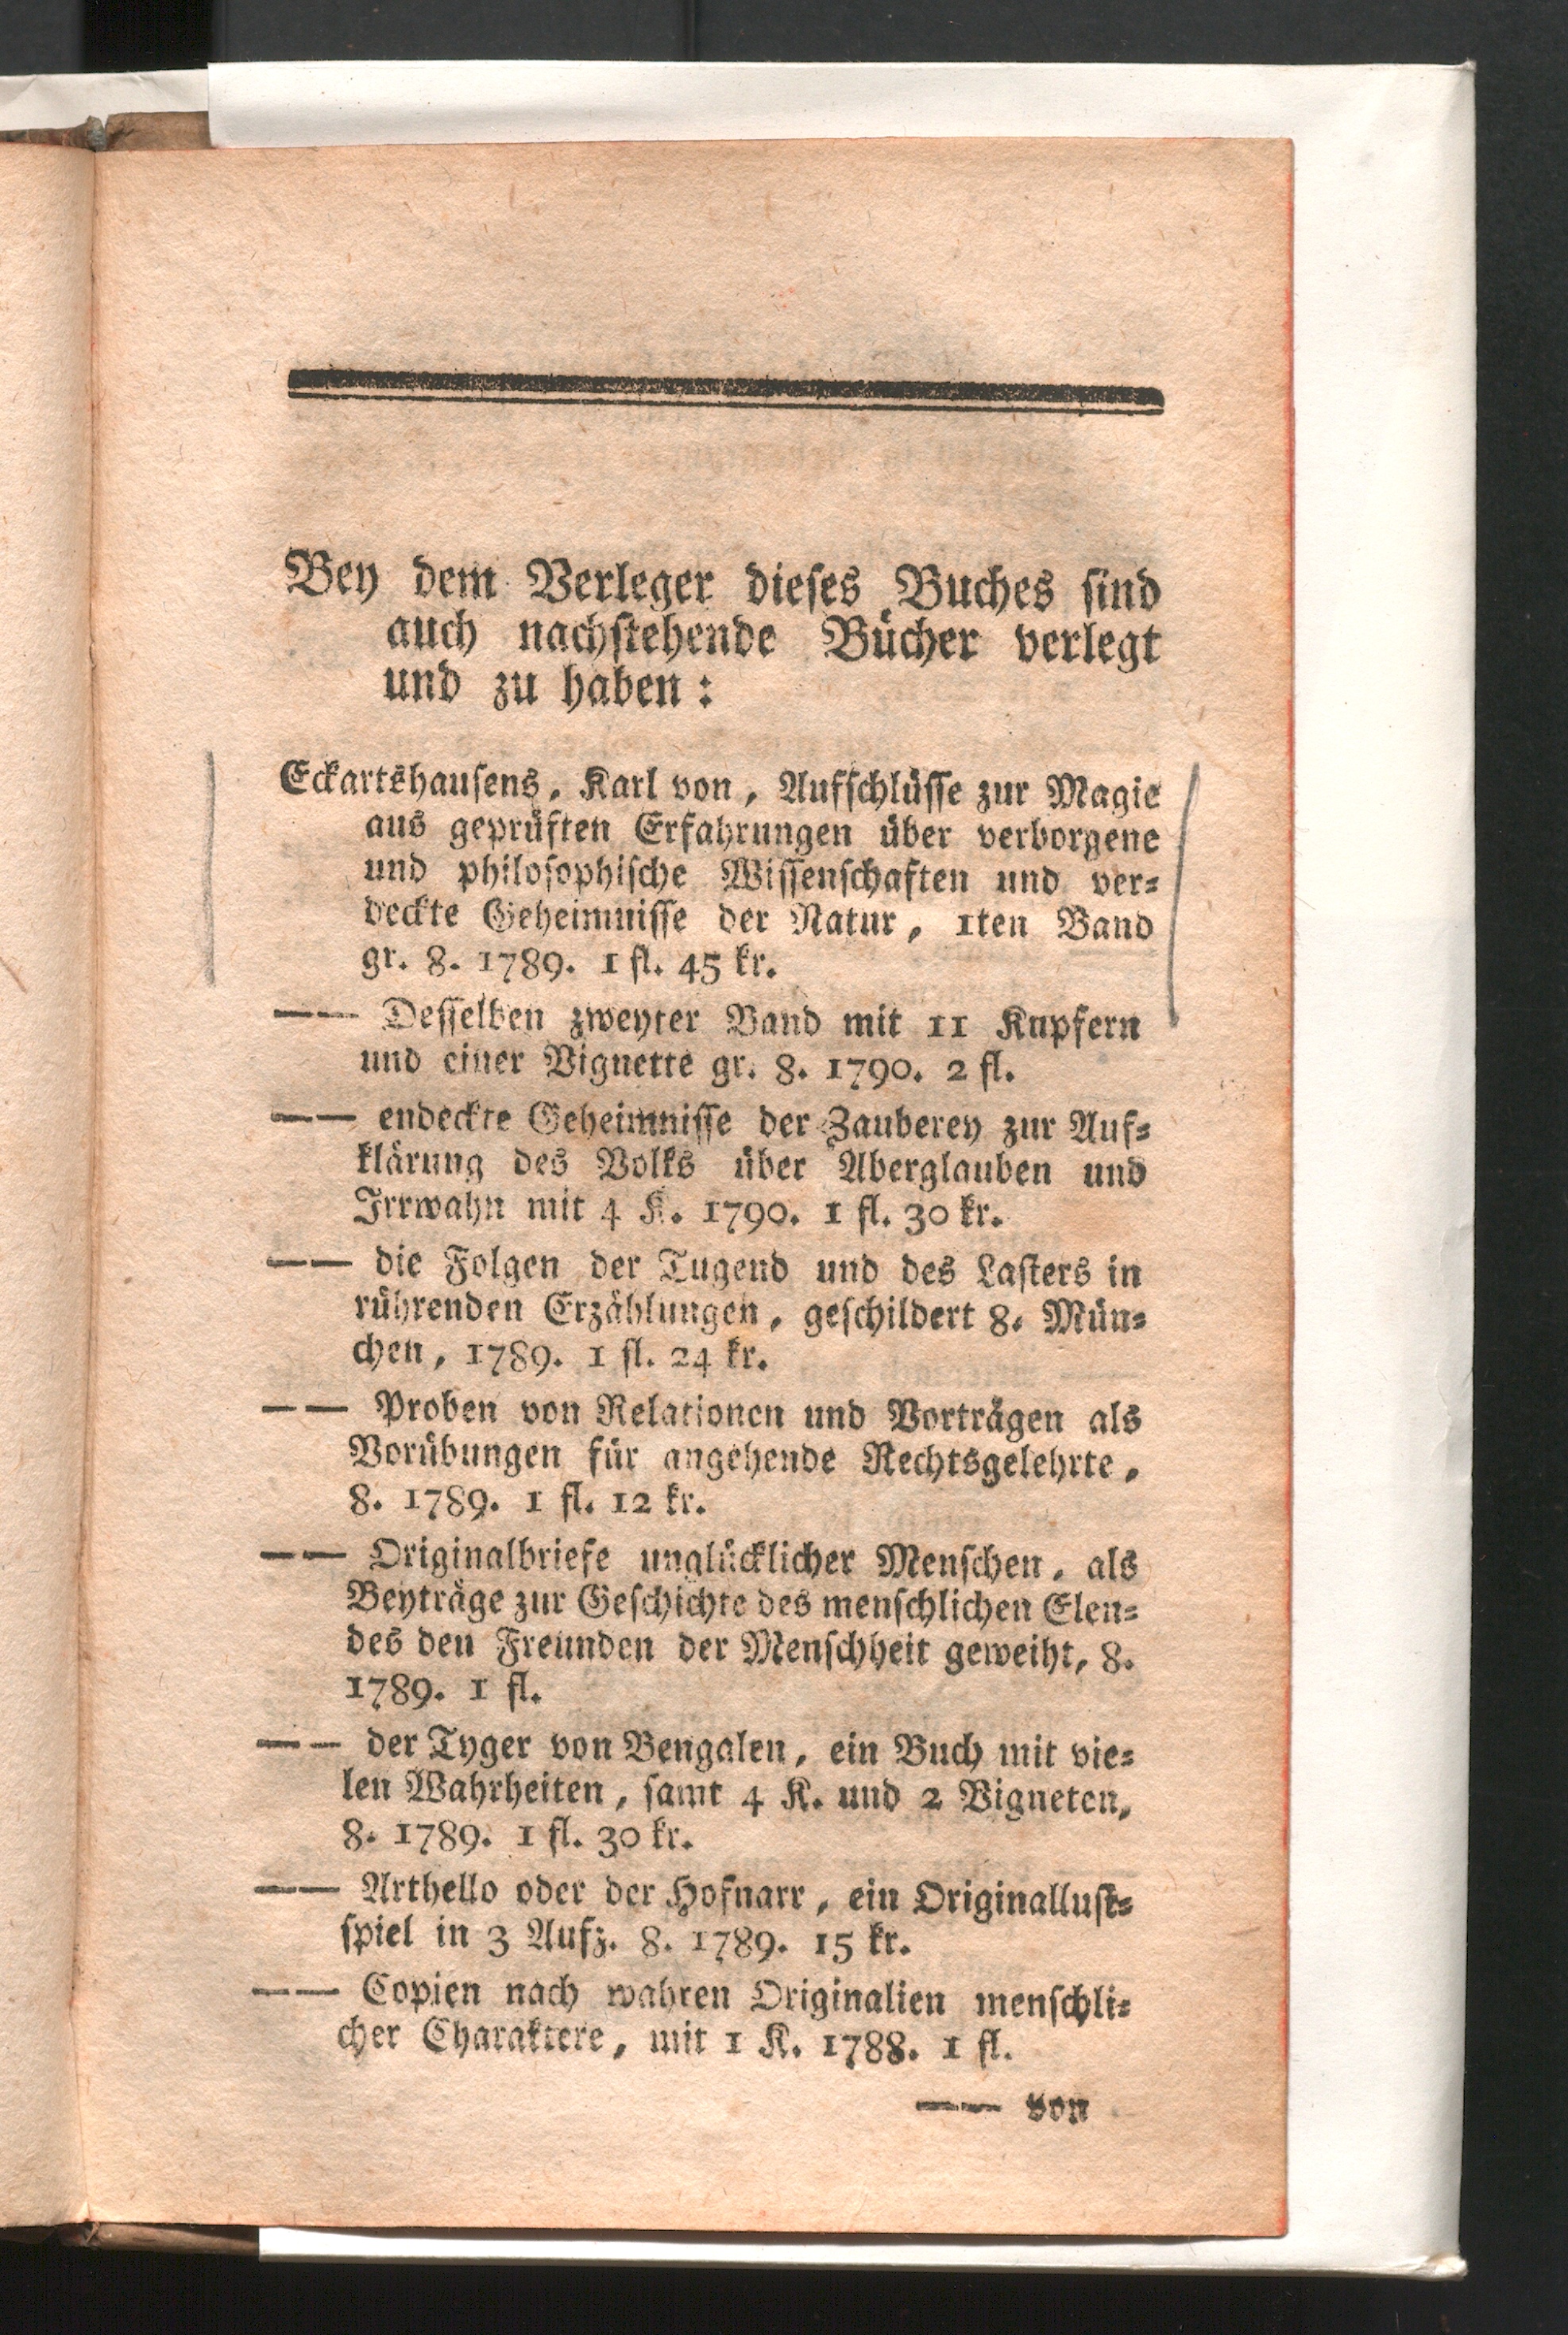 Bey dem Verleger dieses Buches sind
auch nachstehende Bücher verlegt
und zu haben:
Eckartshausens, Karl von, Aufschlüsse zur Magie
aus geprüften Erfahrungen über verborgene
und philosophische Wissenschaften und ver=
deckte Geheimnisse der Natur, 1ten Band
gr. 8. 1789. 1 fl. 45 kr.
—— Desselben zweyter Band mit 11 Kupfern
und einer Vignette gr. 8. 1790. 2 fl.
—— endeckte Geheimnisse der Zauberey zur Auf=
klärung des Volks über Aberglauben und
Irrwahn mit 4 K. 1790. 1 fl. 30 kr.
—— die Folgen der Tugend und des Lasters in
rührenden Erzählungen, geschildert 8. Mün=
chen, 1789. 1 fl. 24 kr.
—— Proben von Relationen und Vorträgen als
Vorübungen für angehende Rechtsgelehrte,
8. 1789. 1 fl. 12 kr.
—— Originalbriefe unglücklicher Menschen, als
Beyträge zur Geschichte des menschlichen Elen=
des den Freunden der Menschheit geweiht, 8.
1789. 1 fl.
—— der Tyger von Bengalen, ein Buch mit vie=
len Wahrheiten, samt 4 K. und 2 Vigneten,
8. 1789. 1 fl. 30 kr.
—— Arthello oder der Hofnarr, ein Originallust=
spiel in 3 Aufz. 8. 1789. 15 kr.
—— Copien nach wahren Originalien menschli=
cher Charaktere, mit 1 K. 1788. 1 fl.
—— von